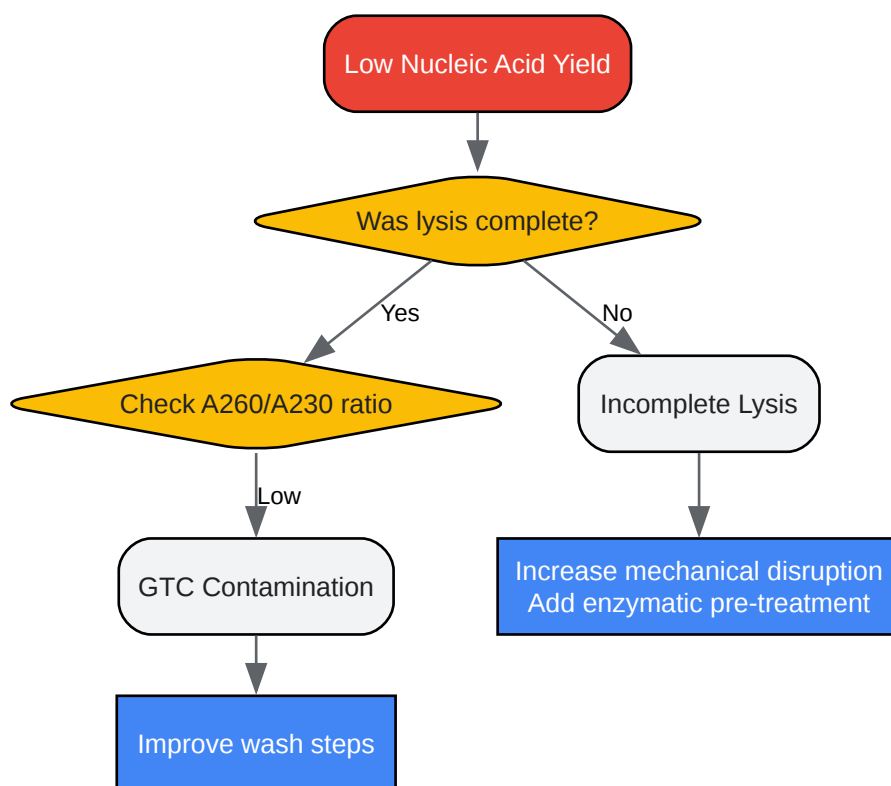 Low Nucleic Acid Yield
Was lysis complete?
Yes
No
Check A260/A230 ratio
Incomplete Lysis
Low
GTC Contamination
Increase mechanical disruption
Add enzymatic pre-treatment
Improve wash steps